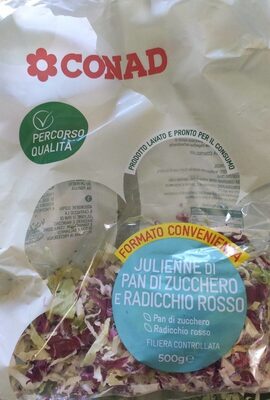 CONAD
PERCORSO
QUALITÀ
PRODOTTO LAVATO E PRONTO PER IL CONSUMO
FORMATO CONVENIENZA
JULIENNE DI
PAN DI ZUCCHERO
E RADICCHIO ROSSO
Pan di zucchero
Radicchio rosso
FILIERA CONTROLLATA
500g e